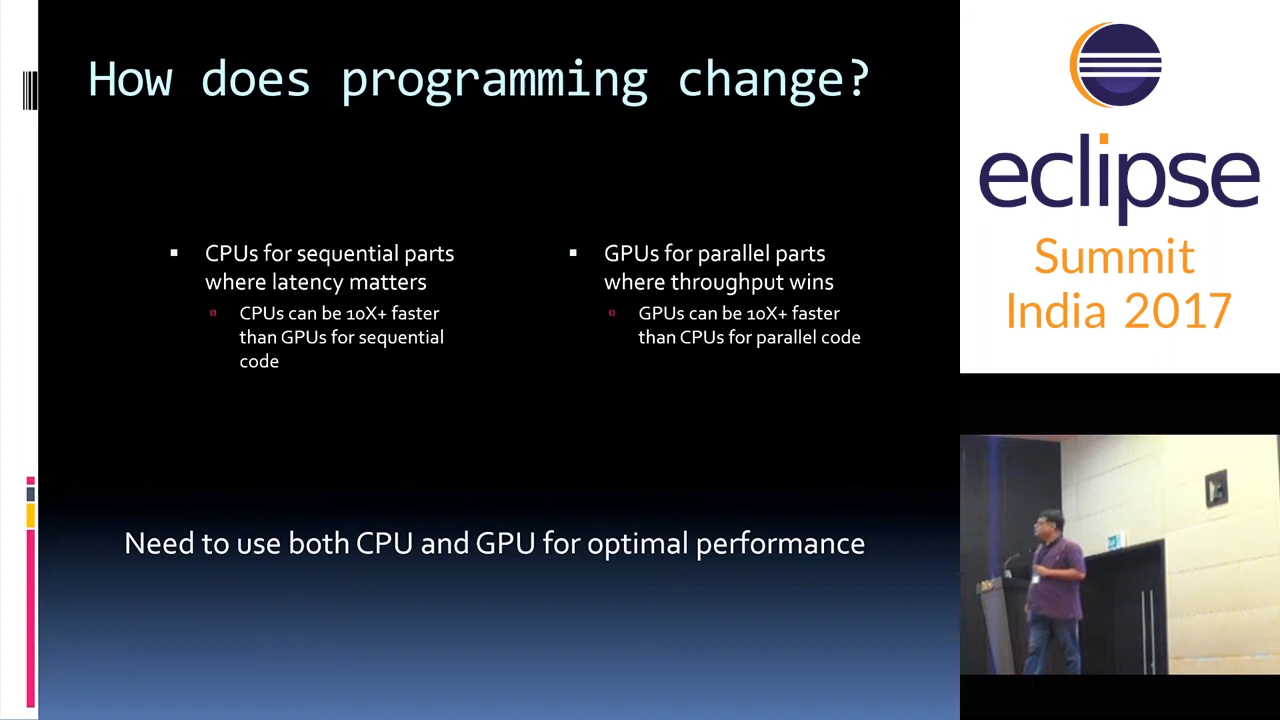 How does programming change?
CPUs for sequential parts
where latency matters
CPUs can be 10X+ faster
than GPUs for sequential
code
GPUs for parallel parts
where throughput wins
GPUs can be 10X+ faster
than CPUs for parallel code
Need to use both CPU and GPU for optimal performance
eclipse
Summit
India 2017